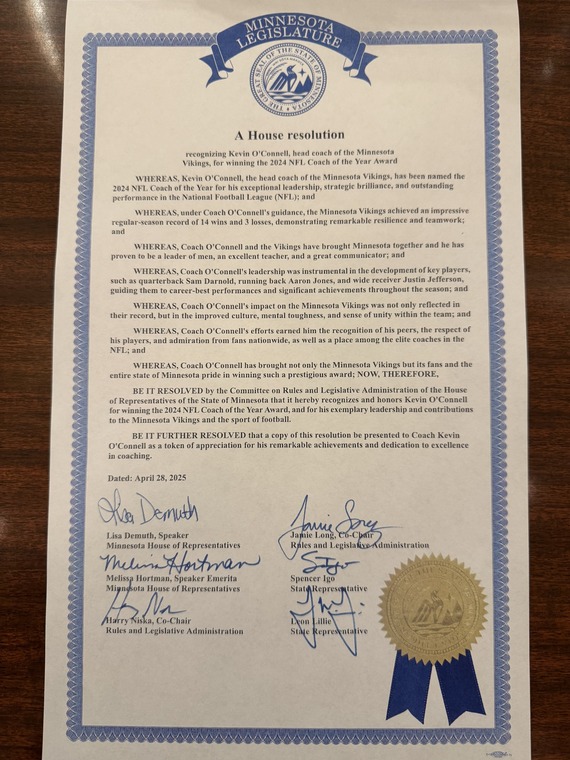 MINNESOTA
LEGISLATURE
THE GREAT SEAL OF THE STATE OF MINNESOTA
A House resolution
recognizing Kevin O'Connell, head coach of the Minnesota
Vikings, for winning the 2024 NFL Coach of the Year Award
WHEREAS, Kevin O'Connell, the head coach of the Minnesota Vikings, has been named the
2024 NFL Coach of the Year for his exceptional leadership, strategic brilliance, and outstanding
performance in the National Football League (NFL); and
WHEREAS, under Coach O'Connell's guidance, the Minnesota Vikings achieved an impressive
regular-season record of 14 wins and 3 losses, demonstrating remarkable resilience and teamwork;
and
WHEREAS, Coach O'Connell and the Vikings have brought Minnesota together and he has
proven to be a leader of men, an excellent teacher, and a great communicator; and
WHEREAS, Coach O'Connell's leadership was instrumental in the development of key players,
such as quarterback Sam Darnold, running back Aaron Jones, and wide receiver Justin Jefferson,
guiding them to career-best performances and significant achievements throughout the season; and
WHEREAS, Coach O'Connell's impact on the Minnesota Vikings was not only reflected in
their record, but in the improved culture, mental toughness, and sense of unity within the team; and
WHEREAS, Coach O'Connell's efforts earned him the recognition of his peers, the respect of
his players, and admiration from fans nationwide, as well as a place among the elite coaches in the
NFL; and
WHEREAS, Coach O'Connell has brought not only the Minnesota Vikings but its fans and the
entire state of Minnesota pride in winning such a prestigious award; NOW, THEREFORE,
BE IT RESOLVED by the Committee on Rules and Legislative Administration of the House
of Representatives of the State of Minnesota that it hereby recognizes and honors Kevin O'Connell
for winning the 2024 NFL Coach of the Year Award, and for his exemplary leadership and contributions
to the Minnesota Vikings and the sport of football.
BE IT FURTHER RESOLVED that a copy of this resolution be presented to Coach Kevin
O'Connell as a token of appreciation for his remarkable achievements and dedication to excellence
in coaching.
Dated: April 28, 2025
Lisa Demuth
Lisa Demuth, Speaker
Minnesota House of Representatives
Melissa Hortman
Melissa Hortman, Speaker Emerita
Minnesota House of Representatives
Harry Niska, Co-Chair
Rules and Legislative Administration
Jamie Long
Jamie Long, Co-Chair
Rules and Legislative Administration
Spencer Igo
State Representative
Leon Lillie
State Representative